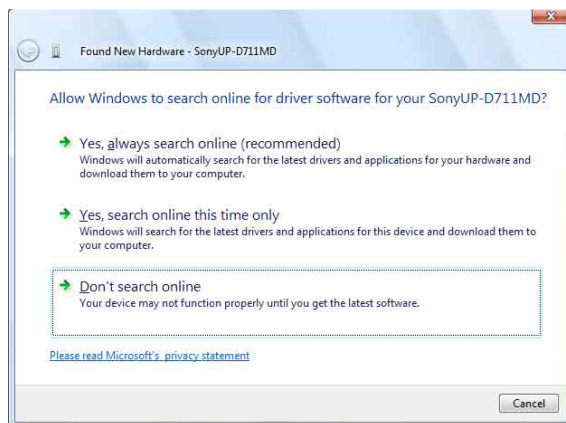 Found New Hardware - SonyUP-D711MD
Allow Windows to search online for driver software for your SonyUP-D711MD?
Yes, always search online (recommended)
Windows will automatically search for the latest drivers and applications for your hardware and
download them to your computer.
Yes, search online this time only
Windows will search for the latest drivers and applications for this device and download them to
your computer.
Don't search online
Your device may not function properly until you get the latest software.
Please read Microsoft's privacy statement
Cancel